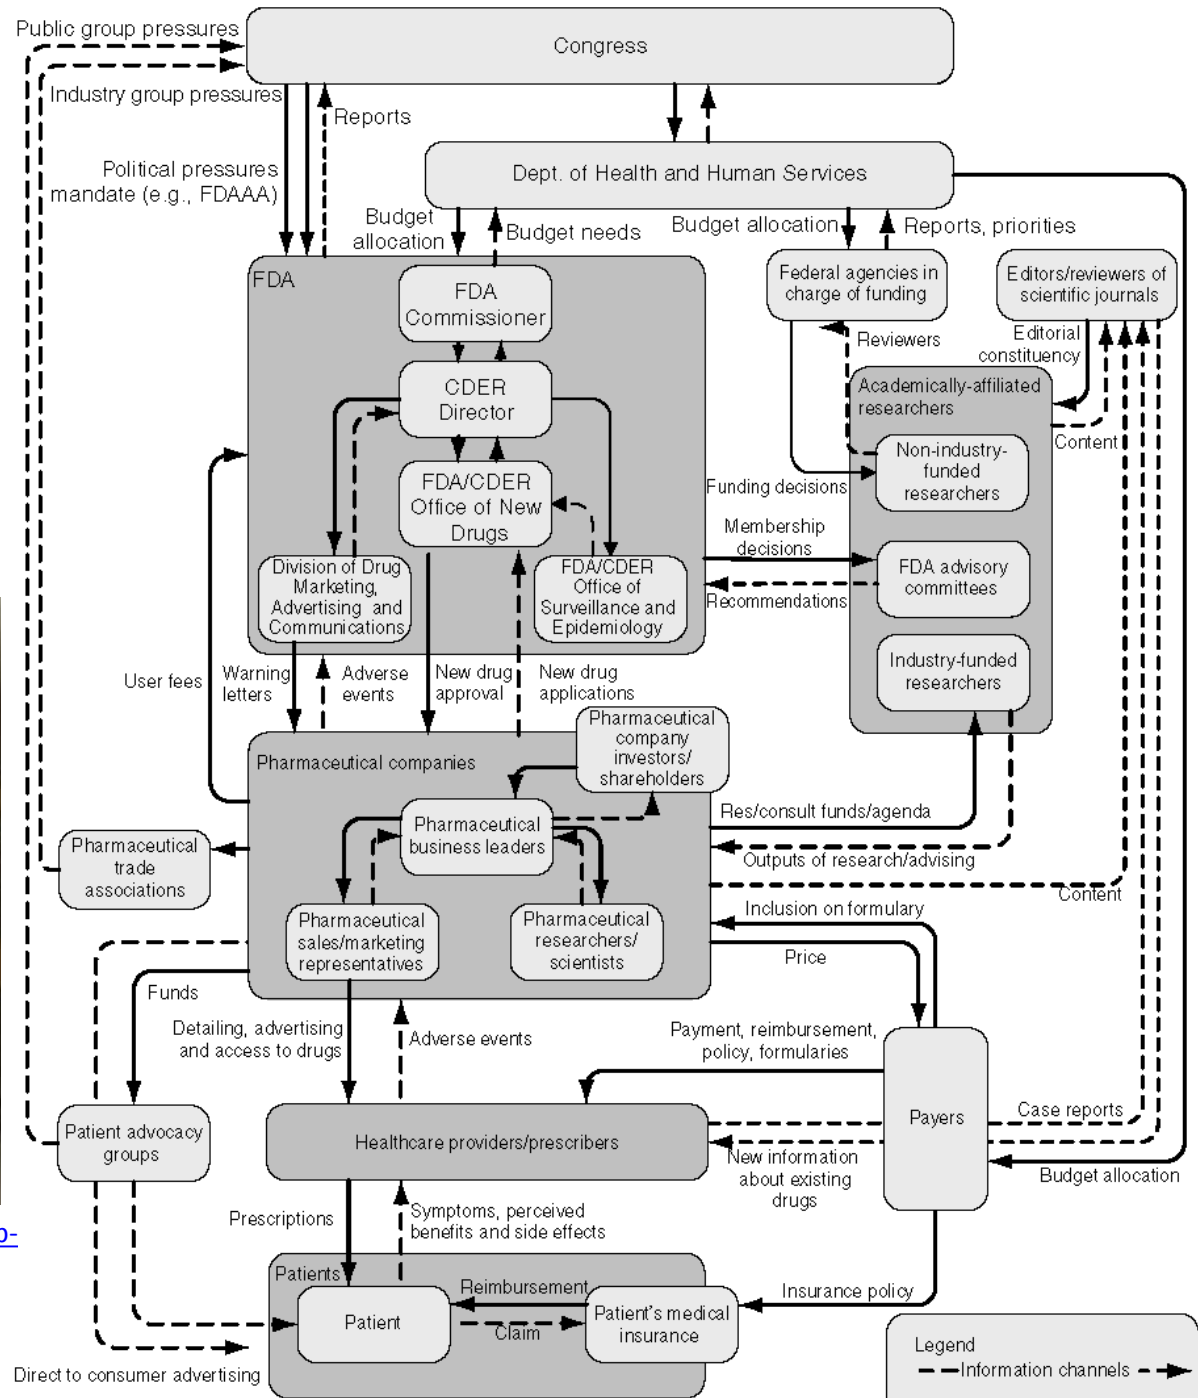 Public group pressures
Congress
Industry group pressures
Reports
Political pressures
mandate (e.g., FDAAA)
Dept. of Health and Human Services
Budget
allocation
Budget needs
Budget allocation
Reports, priorities
FDA
FDA
Commissioner
Federal agencies in
charge of funding
Editors/reviewers of
scientific journals
Reviewers
Editorial
constituency
CDER
Director
Academically-affiliated
researchers
Content
Non-industry-
funded
researchers
FDA/CDER
Office of New
Drugs
Funding decisions
Membership
decisions
Division of Drug
Marketing,
Advertising and
Communications
FDA/CDER
Office of
Surveillance and
Epidemiology
FDA advisory
committees
Recommendations
Industry-funded
researchers
User fees
Warning
letters
Adverse
events
New drug
approval
New drug
applications
Pharmaceutical
company
investors/
shareholders
Pharmaceutical companies
Pharmaceutical
business leaders
Res/consult funds/agenda
Pharmaceutical
trade
associations
Outputs of research/advising
Content
Inclusion on formulary
Pharmaceutical
sales/marketing
representatives
Pharmaceutical
researchers/
scientists
Price
Funds
Detailing, advertising
and access to drugs
Adverse events
Payment, reimbursement,
policy, formularies
Patient advocacy
groups
Healthcare providers/prescribers
Payers
Case reports
New information
about existing
drugs
Budget allocation
Prescriptions
Symptoms, perceived
benefits and side effects
Patients
Reimbursement
Insurance policy
Patient
Claim
Patient's medical
insurance
Direct to consumer advertising
Legend
Information channels